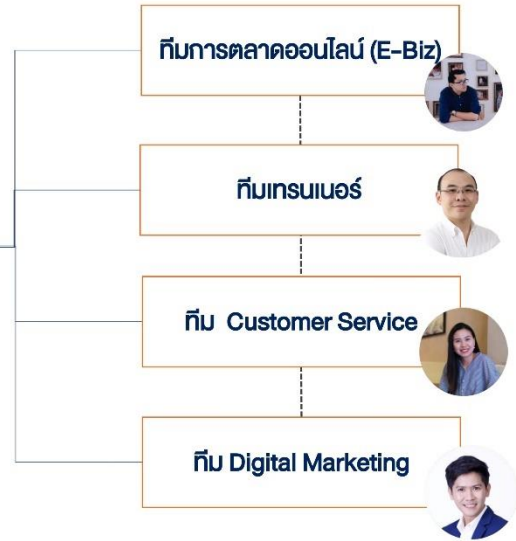 ทีมการตลาดออนไลน์ (E-Biz)
ทีมเทรนเนอร์
ทีม Customer Service
ทีม Digital Marketing